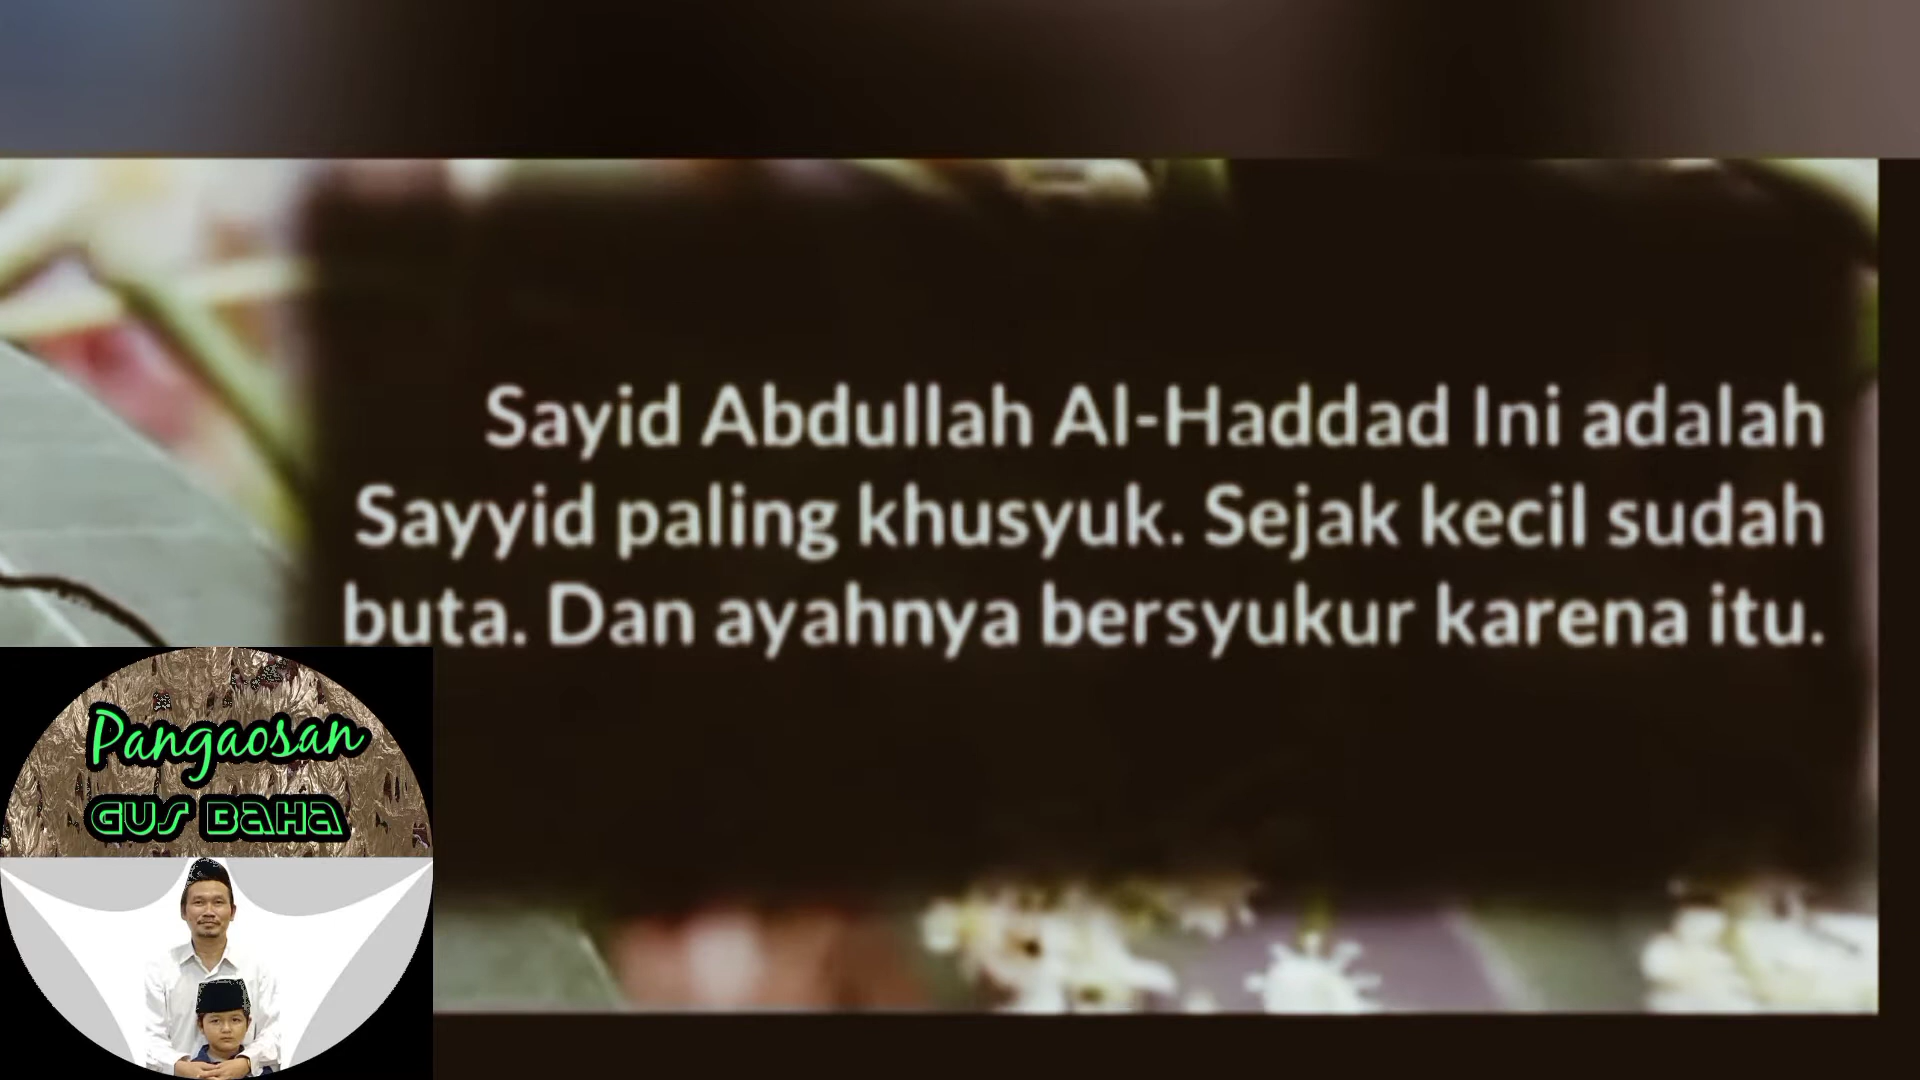 Sayid Abdullah Al-Haddad Ini adalah
Sayyid paling khusyuk. Sejak kecil sudah
buta. Dan ayahnya bersyukur karena itu.
Pangaosan
GUS BAHA